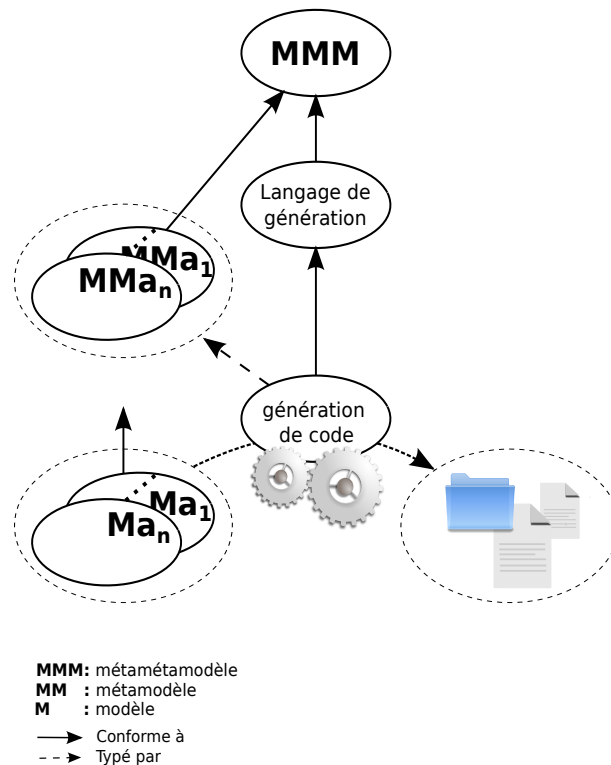 MMM
Langage de
génération
MMa1
MMan
génération
de code
Ma1
Man
MMM: métamétamodèle
MM : métamodèle
M : modèle
Conforme à
Typé par